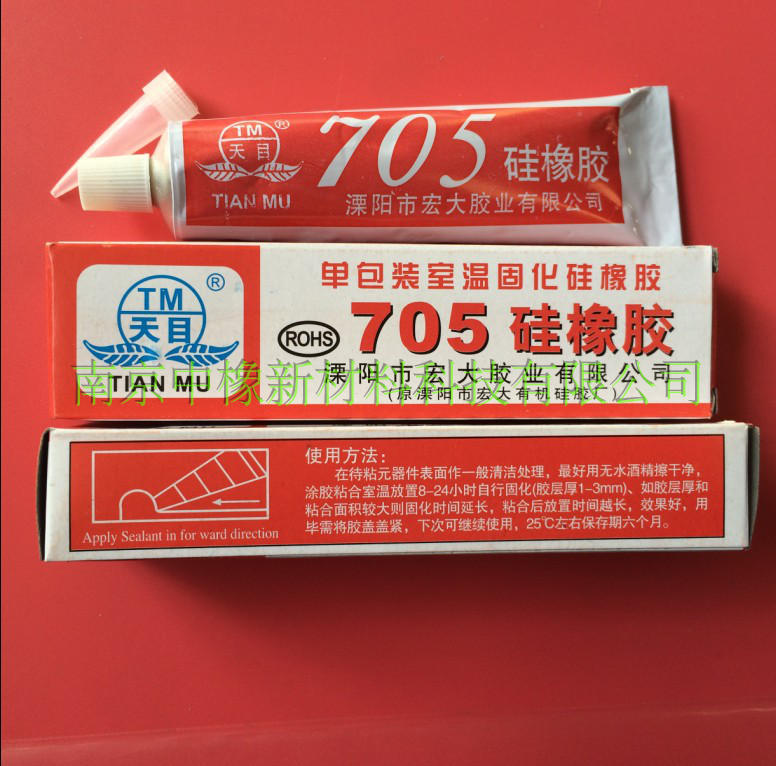 TM
®
天目
TIAN MU
705 硅橡胶
溧阳市宏大胶业有限公司
TM
®
天目
TIAN MU
单包装室温固化硅橡胶
ROHS
705 硅橡胶
溧阳市宏大胶业有限公司
(原溧阳市宏大有机硅胶厂)
南京中橡新材料科技有限公司
使用方法:
在待粘元器件表面作一般清洁处理，最好用无水酒精擦干净，
涂胶粘合室温放置8-24小时自行固化(胶层厚1-3mm)、如胶层厚和
粘合面积较大则固化时间延长，粘合后放置时间越长，效果好，用
毕需将胶盖盖紧，下次可继续使用，25℃左右保存期六个月。
Apply Sealant in for ward direction